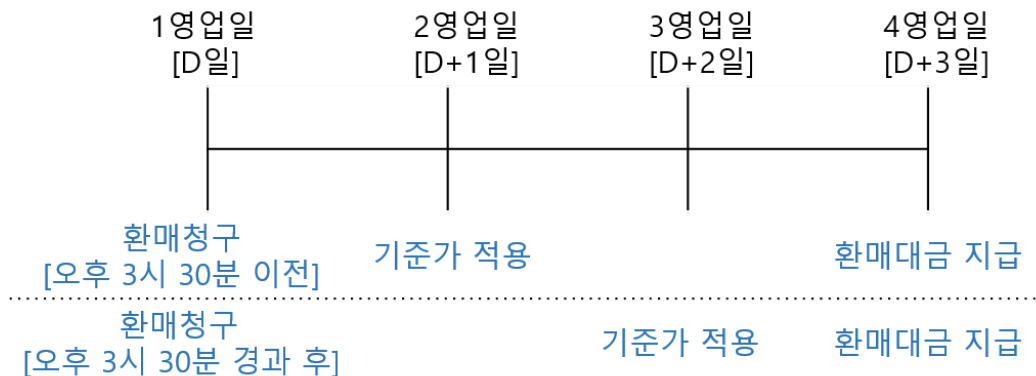 1영업일 2영업일 3영업일 4영업일
[D일] [D+1일] [D+2일] [D+3일]
환매청구
[오후 3시 30분 이전]
기준가 적용
환매대금 지급
환매청구
[오후 3시 30분 경과 후]
기준가 적용
환매대금 지급